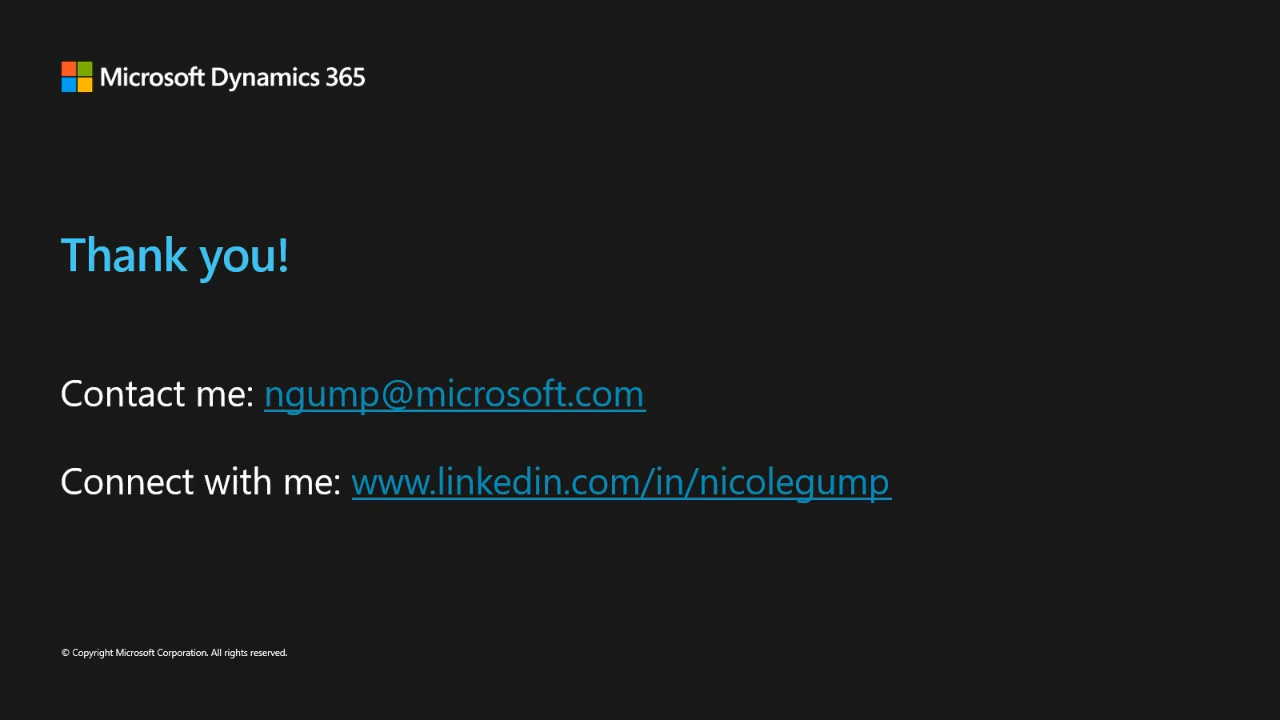 Microsoft Dynamics 365
Thank you!
Contact me: ngump@microsoft.com
Connect with me: www.linkedin.com/in/nicolegump
© Copyright Microsoft Corporation. All rights reserved.